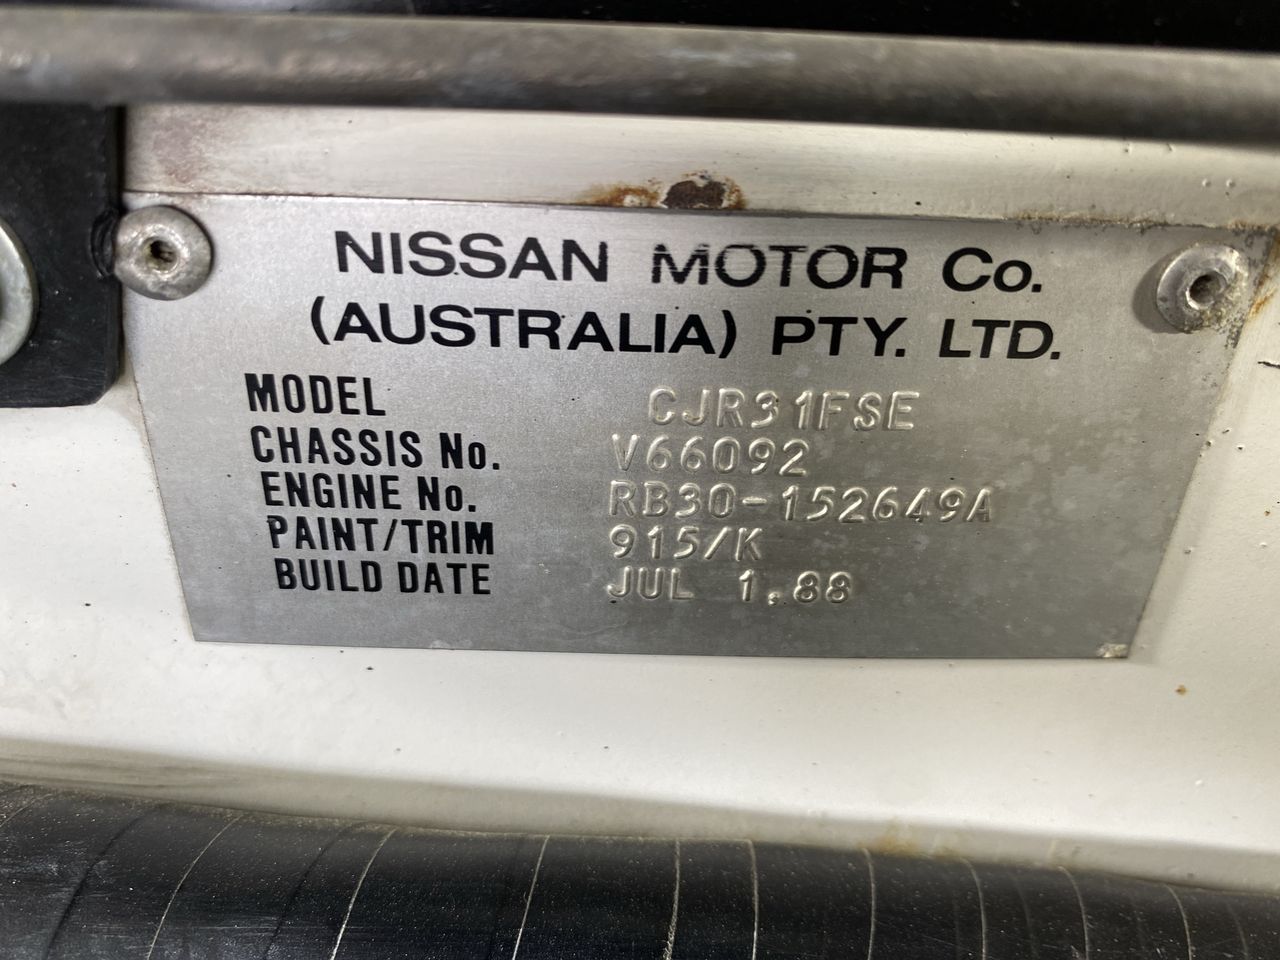 NISSAN MOTOR Co.
(AUSTRALIA) PTY. LTD.
MODEL CJR31FSE
CHASSIS No. V66092
ENGINE No. RB30-152649A
PAINT/TRIM 915/K
BUILD DATE JUL 1.88